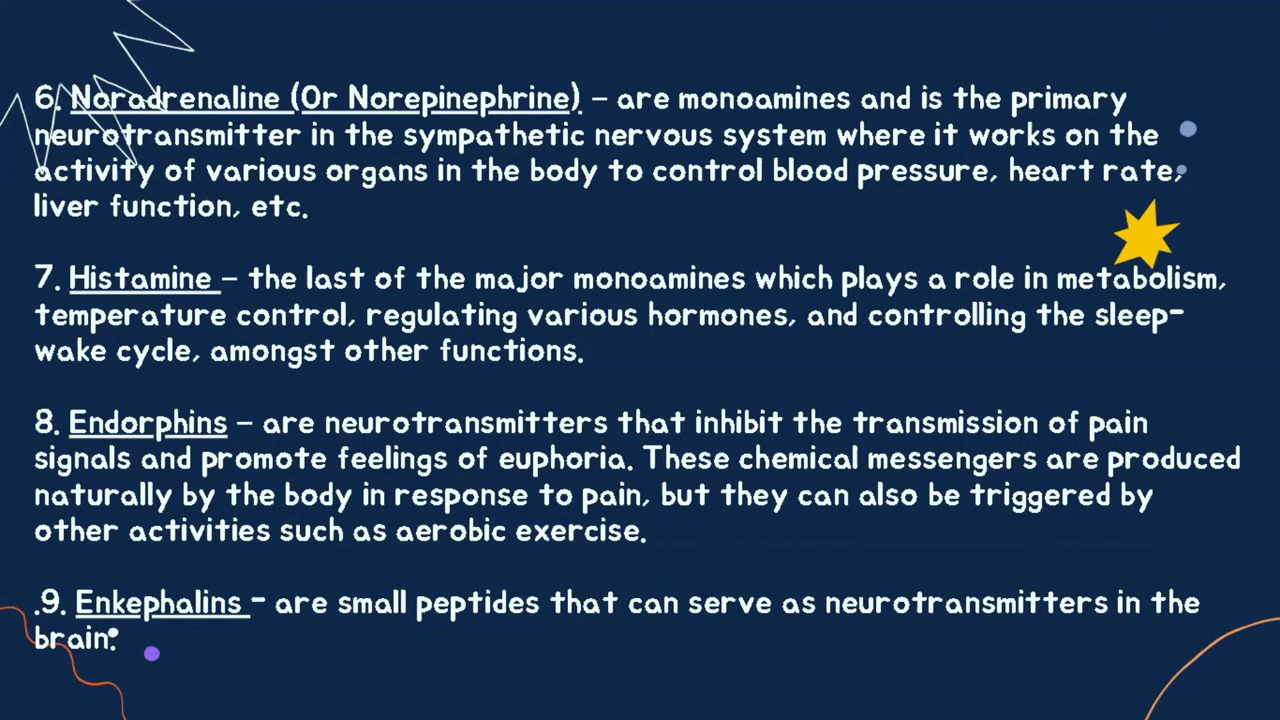 6. Noradrenaline (Or Norepinephrine) – are monoamines and is the primary
neurotransmitter in the sympathetic nervous system where it works on the
activity of various organs in the body to control blood pressure, heart rate,
liver function, etc.
7. Histamine – the last of the major monoamines which plays a role in metabolism,
temperature control, regulating various hormones, and controlling the sleep-
wake cycle, amongst other functions.
8. Endorphins – are neurotransmitters that inhibit the transmission of pain
signals and promote feelings of euphoria. These chemical messengers are produced
naturally by the body in response to pain, but they can also be triggered by
other activities such as aerobic exercise.
.9. Enkephalins - are small peptides that can serve as neurotransmitters in the
brain.